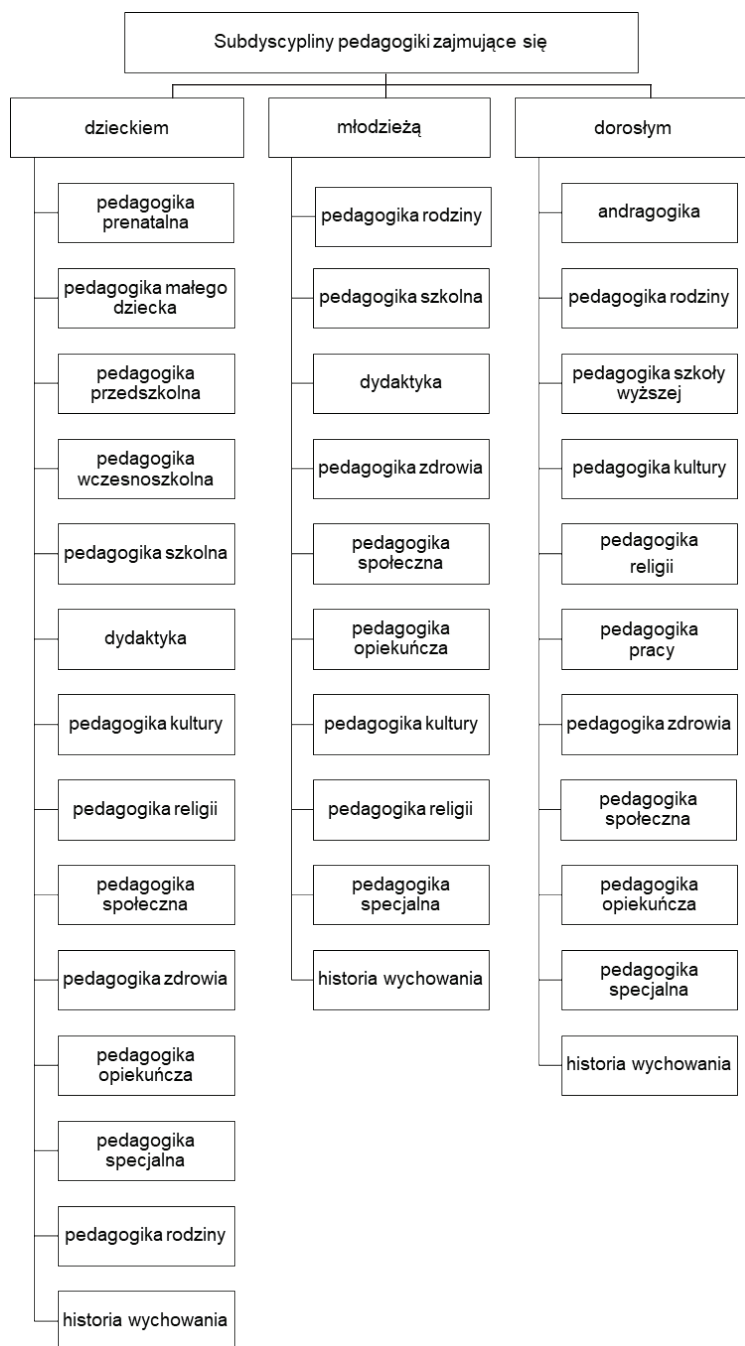 Subdyscypliny pedagogiki zajmujące się
dzieckiem
pedagogika
prenatalna
pedagogika małego
dziecka
pedagogika
przedszkolna
pedagogika
wczesnoszkolna
pedagogika szkolna
dydaktyka
pedagogika kultury
pedagogika religii
pedagogika
społeczna
pedagogika zdrowia
pedagogika
opiekuńcza
pedagogika
specjalna
pedagogika rodziny
historia wychowania
młodzieżą
pedagogika rodziny
pedagogika szkolna
dydaktyka
pedagogika zdrowia
pedagogika
społeczna
pedagogika
opiekuńcza
pedagogika kultury
pedagogika religii
pedagogika
specjalna
historia wychowania
dorosłym
andragogika
pedagogika rodziny
pedagogika szkoły
wyższej
pedagogika kultury
pedagogika
religii
pedagogika
pracy
pedagogika zdrowia
pedagogika
społeczna
pedagogika
opiekuńcza
pedagogika
specjalna
historia wychowania